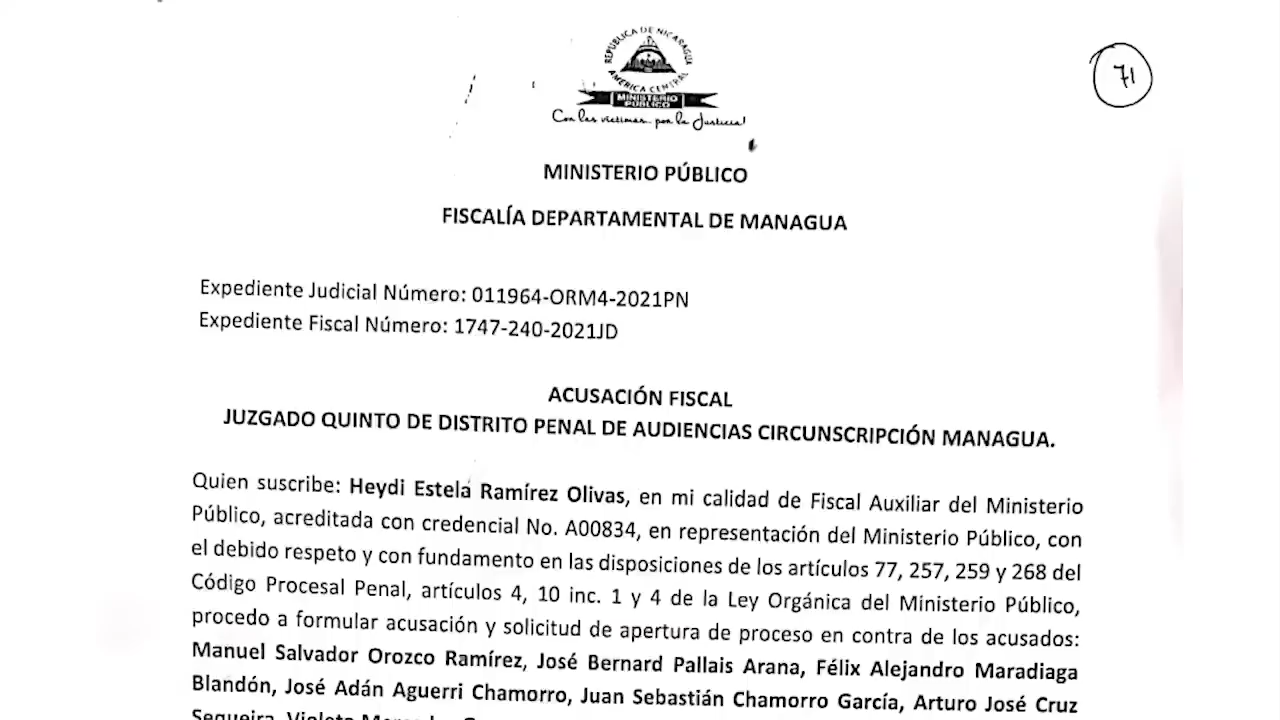 REPÚBLICA DE NICARAGUA
AMÉRICA CENTRAL
MINISTERIO
PÚBLICO
Con las víctimas, por la Justicia!
71
MINISTERIO PÚBLICO
FISCALÍA DEPARTAMENTAL DE MANAGUA
Expediente Judicial Número: 011964-ORM4-2021PN
Expediente Fiscal Número: 1747-240-2021JD
ACUSACIÓN FISCAL
JUZGADO QUINTO DE DISTRITO PENAL DE AUDIENCIAS CIRCUNSCRIPCIÓN MANAGUA.
Quien suscribe: Heydi Estela Ramírez Olivas, en mi calidad de Fiscal Auxiliar del Ministerio
Público, acreditada con credencial No. A00834, en representación del Ministerio Público, con
el debido respeto y con fundamento en las disposiciones de los artículos 77, 257, 259 y 268 del
Código Procesal Penal, artículos 4, 10 inc. 1 y 4 de la Ley Orgánica del Ministerio Público,
procedo a formular acusación y solicitud de apertura de proceso en contra de los acusados:
Manuel Salvador Orozco Ramírez, José Bernard Pallais Arana, Félix Alejandro Maradiaga
Blandón, José Adán Aguerri Chamorro, Juan Sebastián Chamorro García, Arturo José Cruz
Sequeira, Violeta